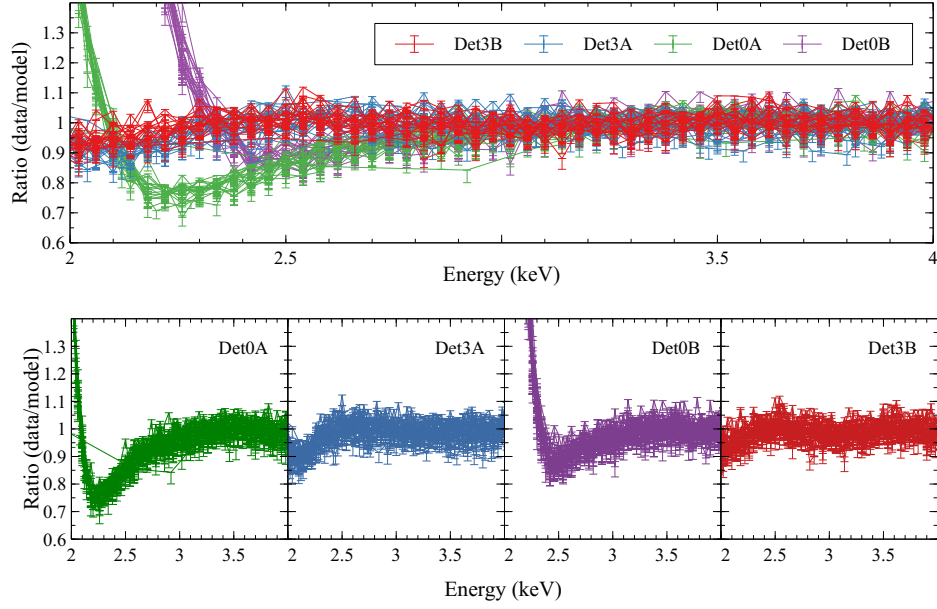 Ratio (data/model)
1.3
1.2
1.1
1
0.9
0.8
0.7
0.6
Det3B Det3A Det0A Det0B
2 2.5 3.5 4
Energy (keV)
Ratio (data/model)
1.3
1.2
1.1
1
0.9
0.8
0.7
0.6
Det0A Det3A Det0B Det3B
2 2.5 3 3.5 2 2.5 3 3.5 2 2.5 3 3.5 2 2.5 3 3.5
Energy (keV)